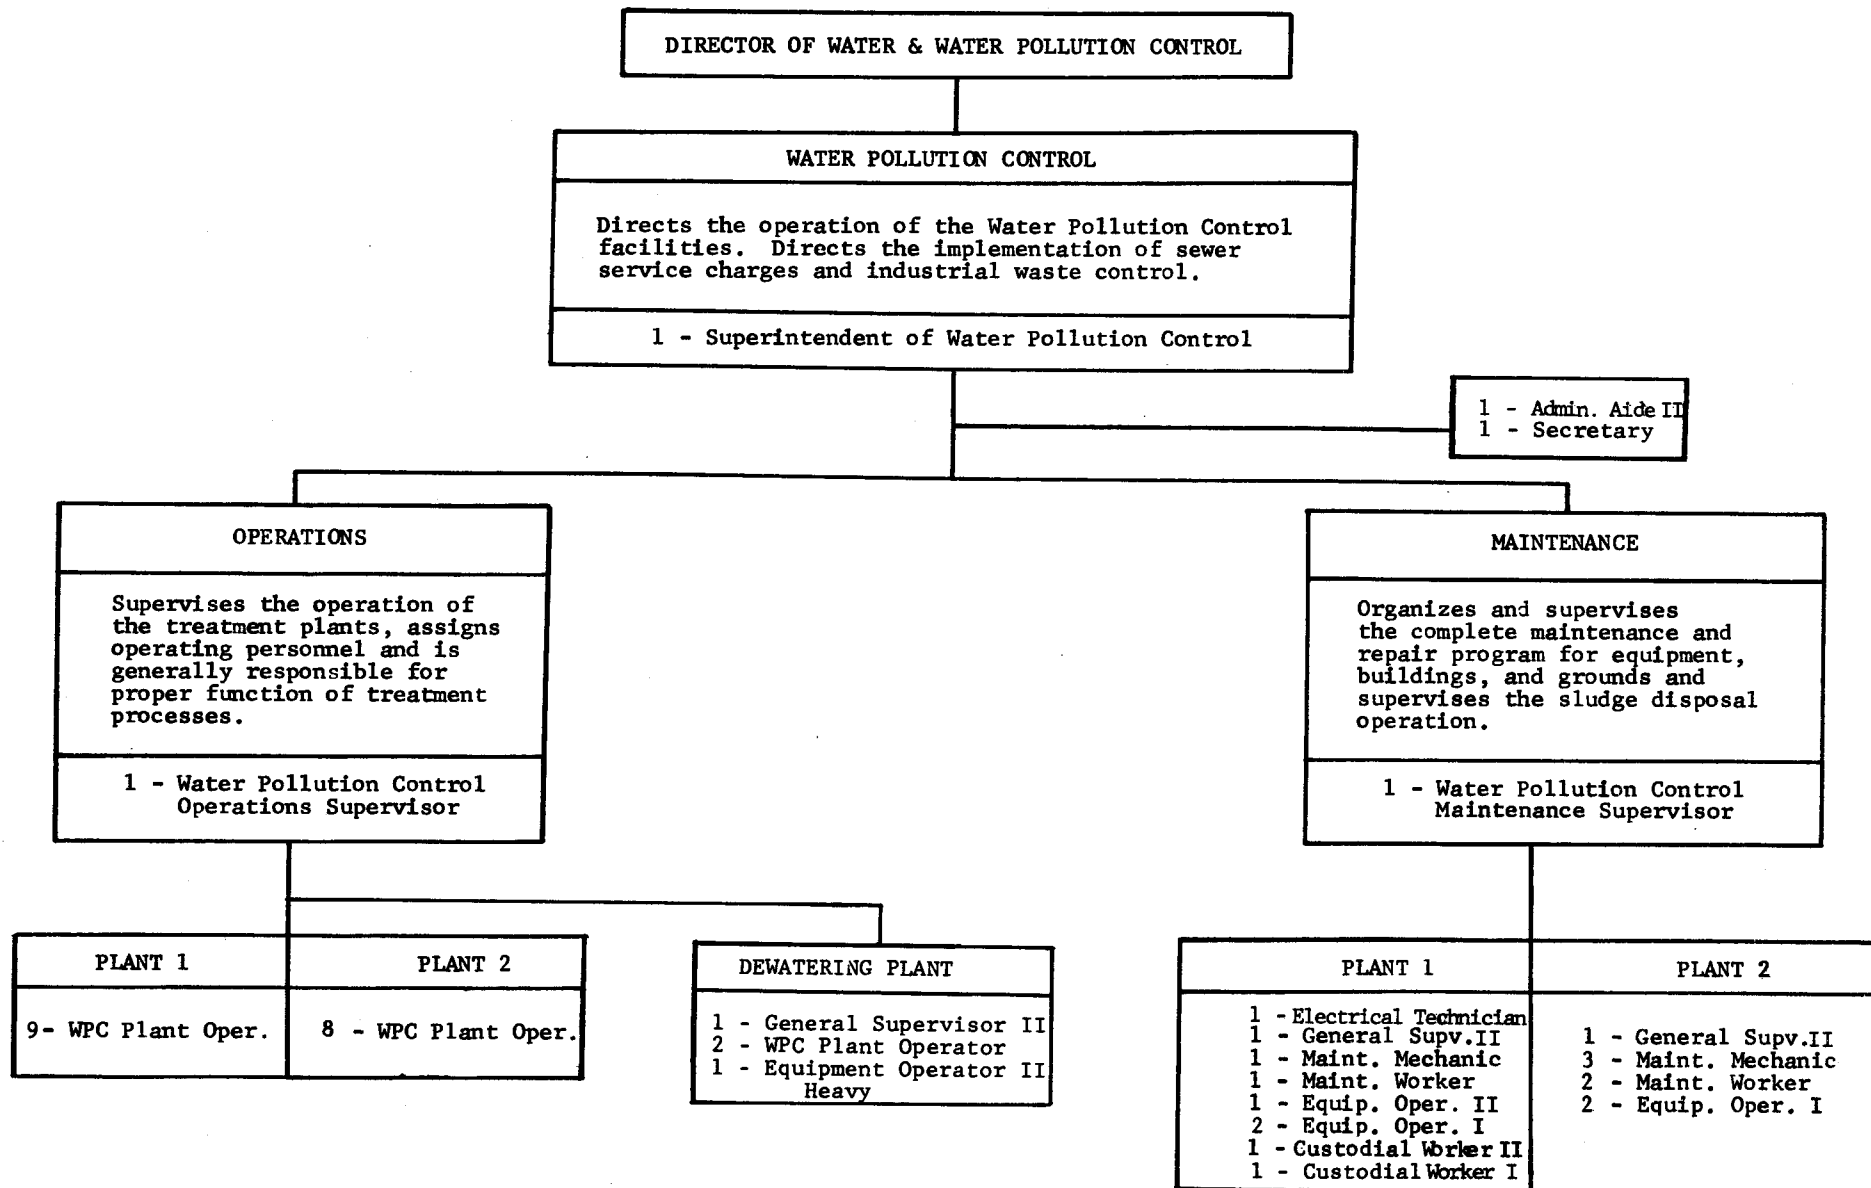 DIRECTOR OF WATER & WATER POLLUTION CONTROL
WATER POLLUTION CONTROL
Directs the operation of the Water Pollution Control
facilities. Directs the implementation of sewer
service charges and industrial waste control.
1 - Superintendent of Water Pollution Control
1 - Admin. Aide II
1 - Secretary
OPERATIONS
Supervises the operation of
the treatment plants, assigns
operating personnel and is
generally responsible for
proper function of treatment
processes.
1 - Water Pollution Control
Operations Supervisor
MAINTENANCE
Organizes and supervises
the complete maintenance and
repair program for equipment,
buildings, and grounds and
supervises the sludge disposal
operation.
1 - Water Pollution Control
Maintenance Supervisor
PLANT 1
9- WPC Plant Oper.
PLANT 2
8 - WPC Plant Oper.
DEWATERING PLANT
1 - General Supervisor II
2 - WPC Plant Operator
1 - Equipment Operator II
Heavy
PLANT 1
1 - Electrical Technician
1 - General Supv.II
1 - Maint. Mechanic
1 - Maint. Worker
1 - Equip. Oper. II
2 - Equip. Oper. I
1 - Custodial Worker II
1 - Custodial Worker I
PLANT 2
1 - General Supv.II
3 - Maint. Mechanic
2 - Maint. Worker
2 - Equip. Oper. I